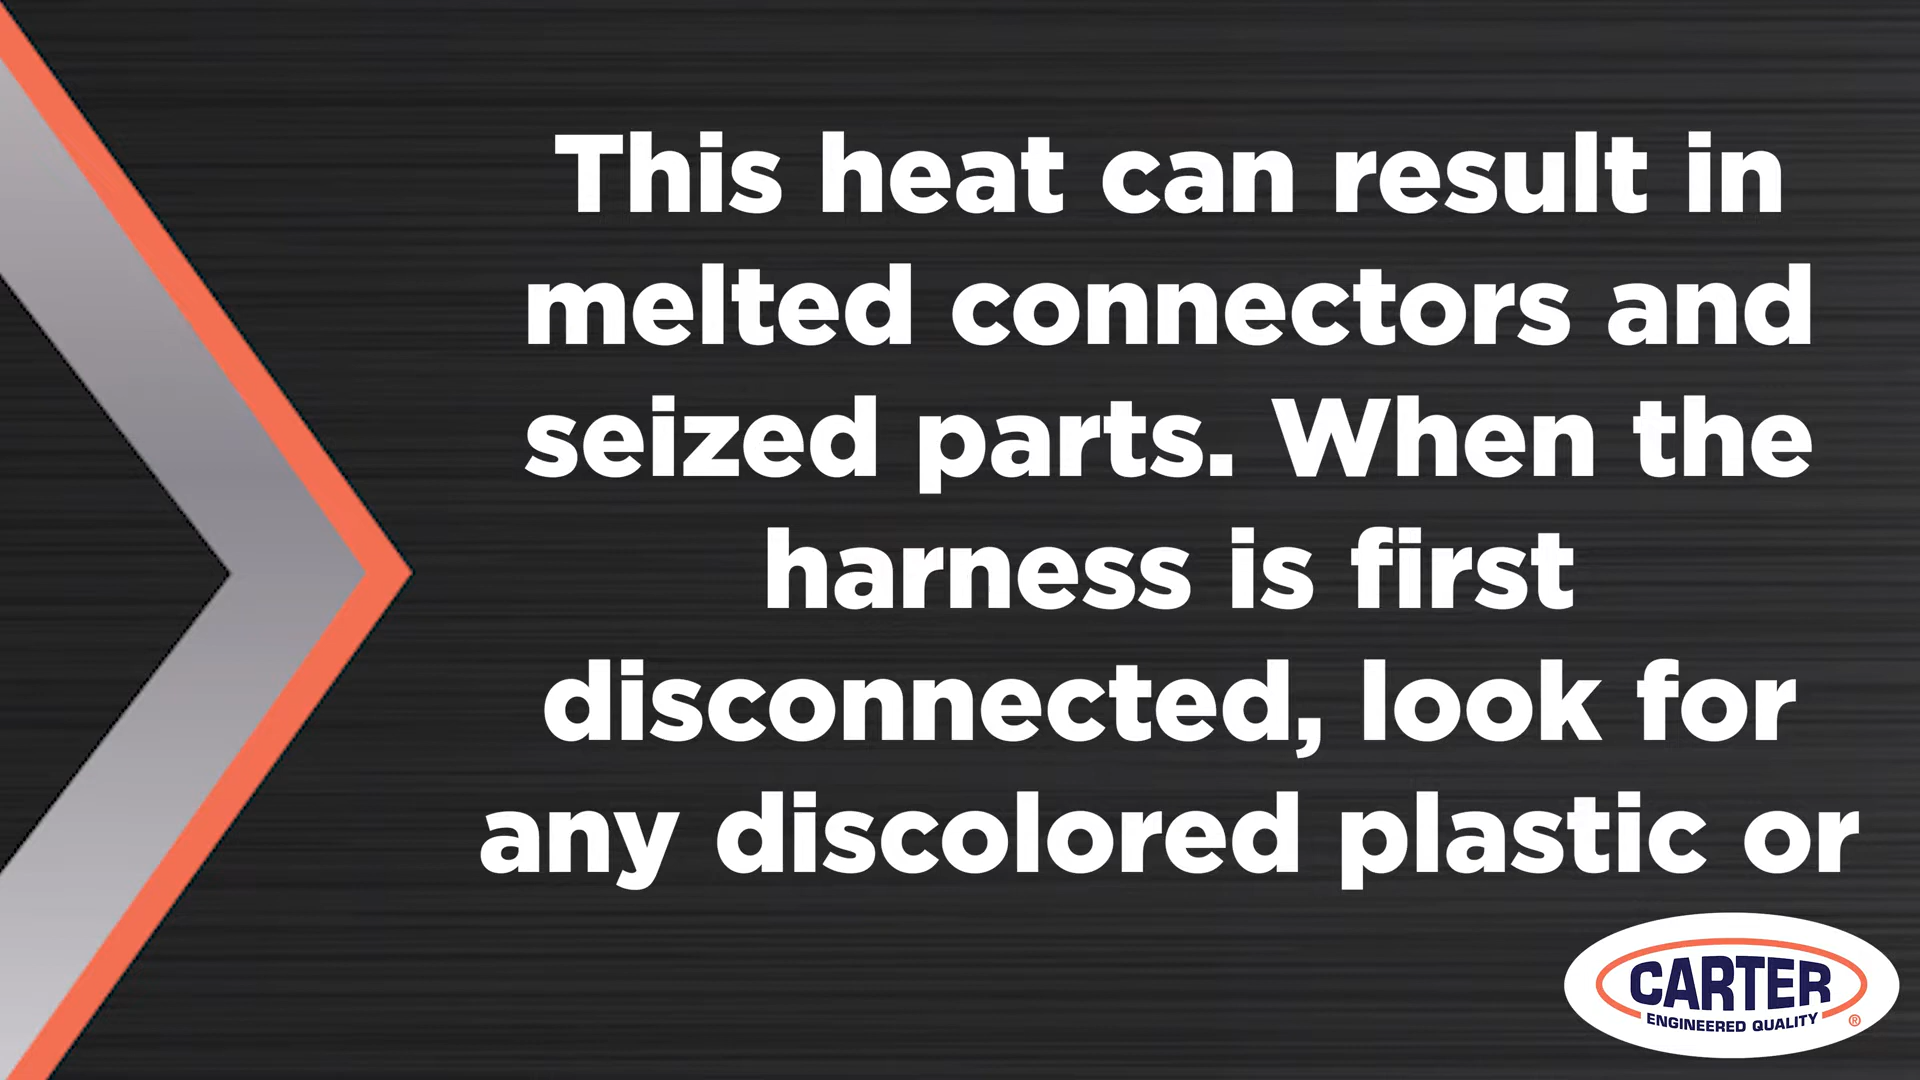 This heat can result in
melted connectors and
seized parts. When the
harness is first
disconnected, look for
any discolored plastic or
CARTER
ENGINEERED QUALITY ®